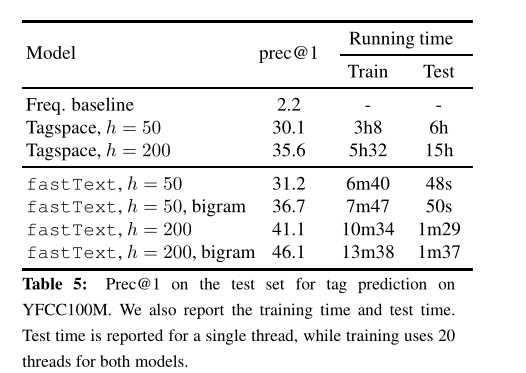 Model prec@1 Running time
Train Test
Freq. baseline 2.2 - -
Tagspace, h = 50 30.1 3h8 6h
Tagspace, h = 200 35.6 5h32 15h
fastText, h = 50 31.2 6m40 48s
fastText, h = 50, bigram 36.7 7m47 50s
fastText, h = 200 41.1 10m34 1m29
fastText, h = 200, bigram 46.1 13m38 1m37
Table 5: Prec@1 on the test set for tag prediction on
YFCC100M. We also report the training time and test time.
Test time is reported for a single thread, while training uses 20
threads for both models.